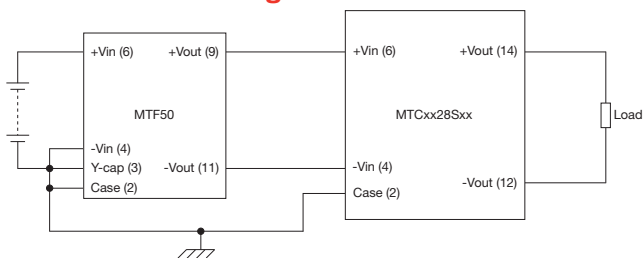 +Vin (6)
+Vout (9)
MTF50
-Vin (4)
Y-cap (3)
-Vout (11)
Case (2)
+Vin (6)
+Vout (14)
MTCxx28Sxx
-Vin (4)
Case (2)
-Vout (12)
Load